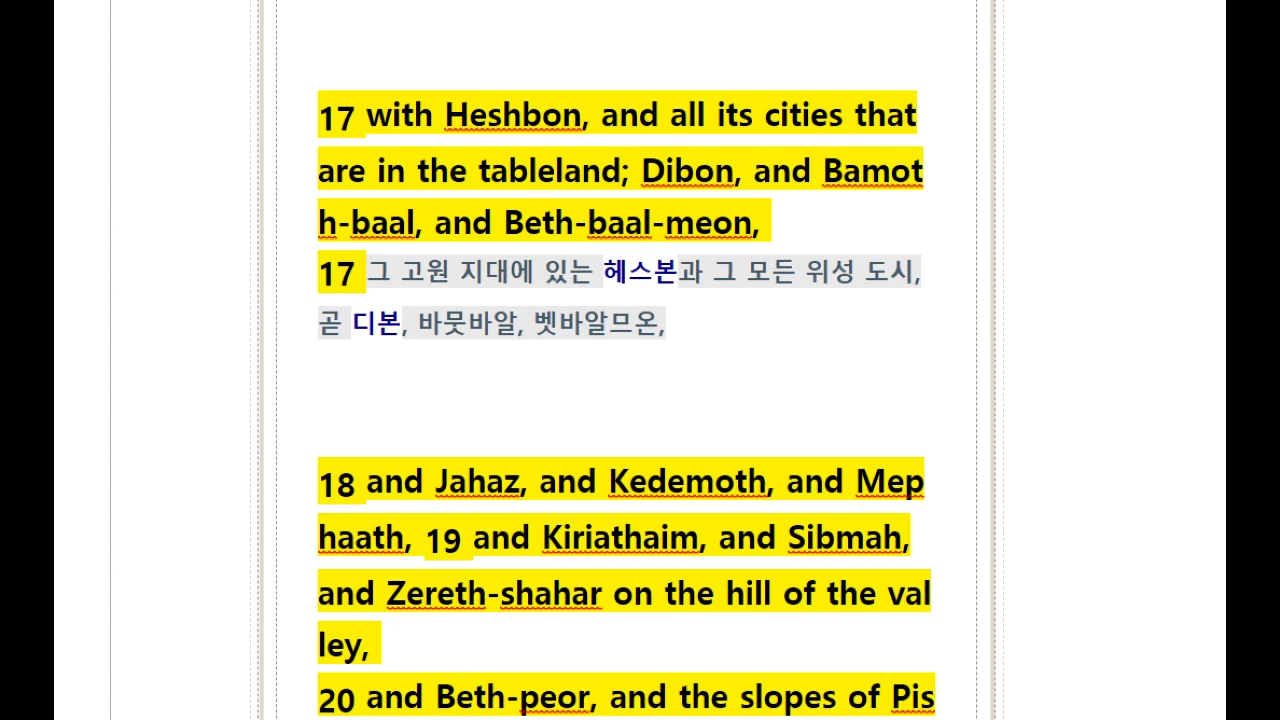 17 with Heshbon, and all its cities that
are in the tableland; Dibon, and Bamot
h-baal, and Beth-baal-meon,
17 그 고원 지대에 있는 헤스본과 그 모든 위성 도시,
곧 디본, 바뭇바알, 벳바알므온,
18 and Jahaz, and Kedemoth, and Mep
haath, 19 and Kiriathaim, and Sibmah,
and Zereth-shahar on the hill of the val
ley,
20 and Beth-peor, and the slopes of Pis